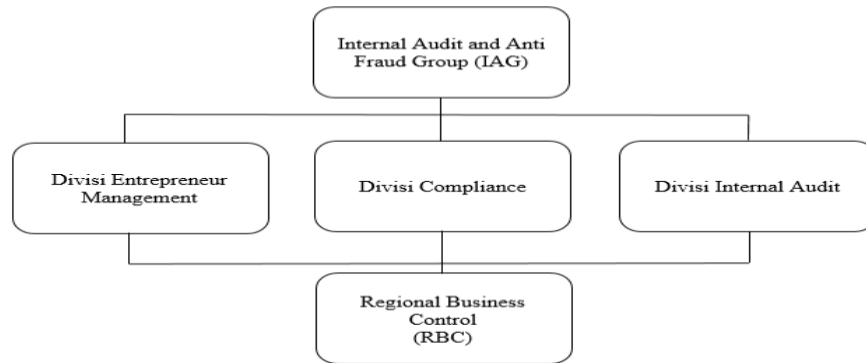 Internal Audit and Anti
Fraud Group (IAG)
Divisi Entrepreneur
Management
Divisi Compliance
Divisi Internal Audit
Regional Business
Control
(RBC)